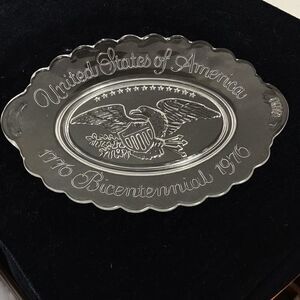 United States of America
1776 Bicentennial 1976